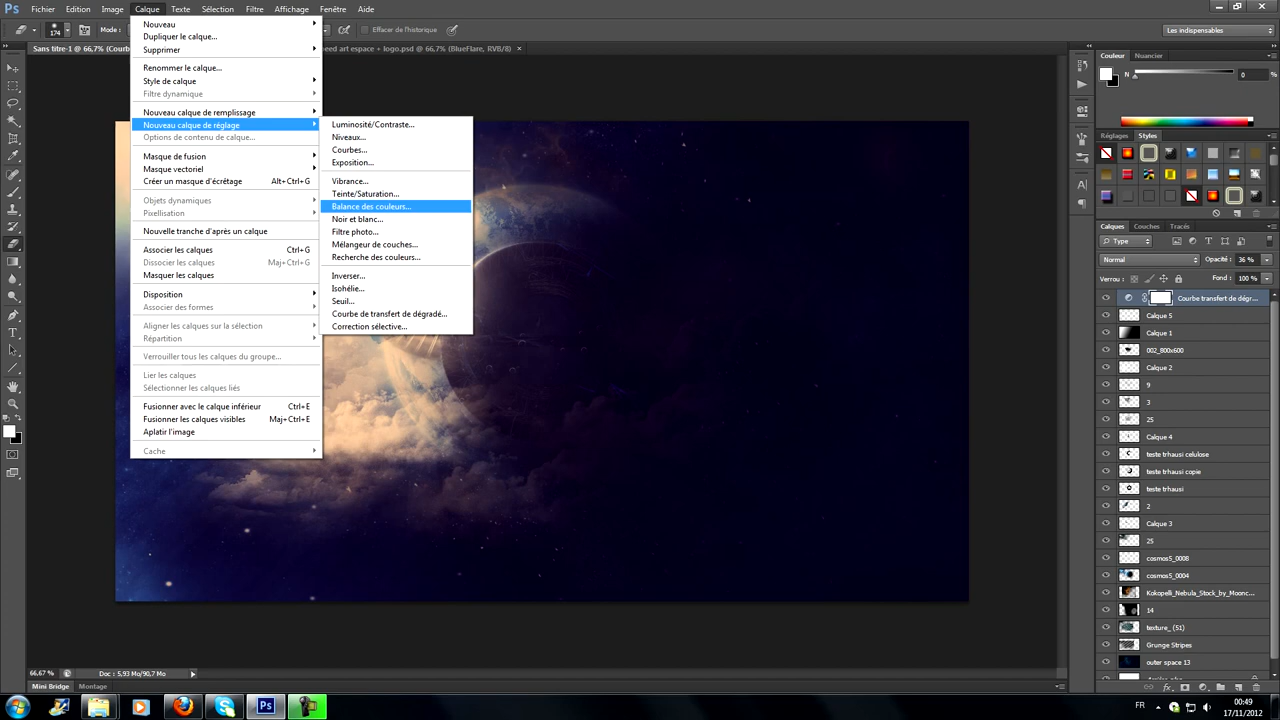 Ps Fichier Edition Image Calque Texte Sélection Filtre Affichage Fenêtre Aide
174 Mode : Effacer de l'historique Les indispensables
Sans titre-1 @ 66,7% (Courb
peed art espace + logo.psd @ 66,7% (BlueFlare, RVB/8) ×
Nouveau
Dupliquer le calque...
Supprimer
Renommer le calque...
Style de calque
Filtre dynamique
Nouveau calque de remplissage
Nouveau calque de réglage
Options de contenu de calque...
Masque de fusion
Masque vectoriel
Créer un masque d'écrêtage Alt+Ctrl+G
Objets dynamiques
Pixellisation
Nouvelle tranche d'après un calque
Associer les calques Ctrl+G
Dissocier les calques Maj+Ctrl+G
Masquer les calques
Disposition
Associer des formes
Aligner les calques sur la sélection
Répartition
Verrouiller tous les calques du groupe...
Lier les calques
Sélectionner les calques liés
Fusionner avec le calque inférieur Ctrl+E
Fusionner les calques visibles Maj+Ctrl+E
Aplatir l'image
Cache
Luminosité/Contraste...
Niveaux...
Courbes...
Exposition...
Vibrance...
Teinte/Saturation...
Balance des couleurs...
Noir et blanc...
Filtre photo...
Mélangeur de couches...
Recherche des couleurs...
Inverser...
Isohélie...
Seuil...
Courbe de transfert de dégradé...
Correction sélective...
Couleur Nuancier
N 0 %
Réglages Styles
Calques Couches Tracés
Type
Normal Opacité : 36 %
Verrou : Fond : 100 %
Courbe transfert de dégr...
Calque 5
Calque 1
002_800x600
Calque 2
9
3
25
Calque 4
teste trhausi celulose
teste trhausi copie
teste trhausi
2
Calque 3
25
cosmos5_0008
cosmos5_0004
Kokopelli_Nebula_Stock_by_Moonc...
14
texture_ (51)
Grunge Stripes
outer space 13
66,67 % Doc : 5,93 Mo/90,7 Mo
Mini Bridge Montage
FR 00:49
17/11/2012